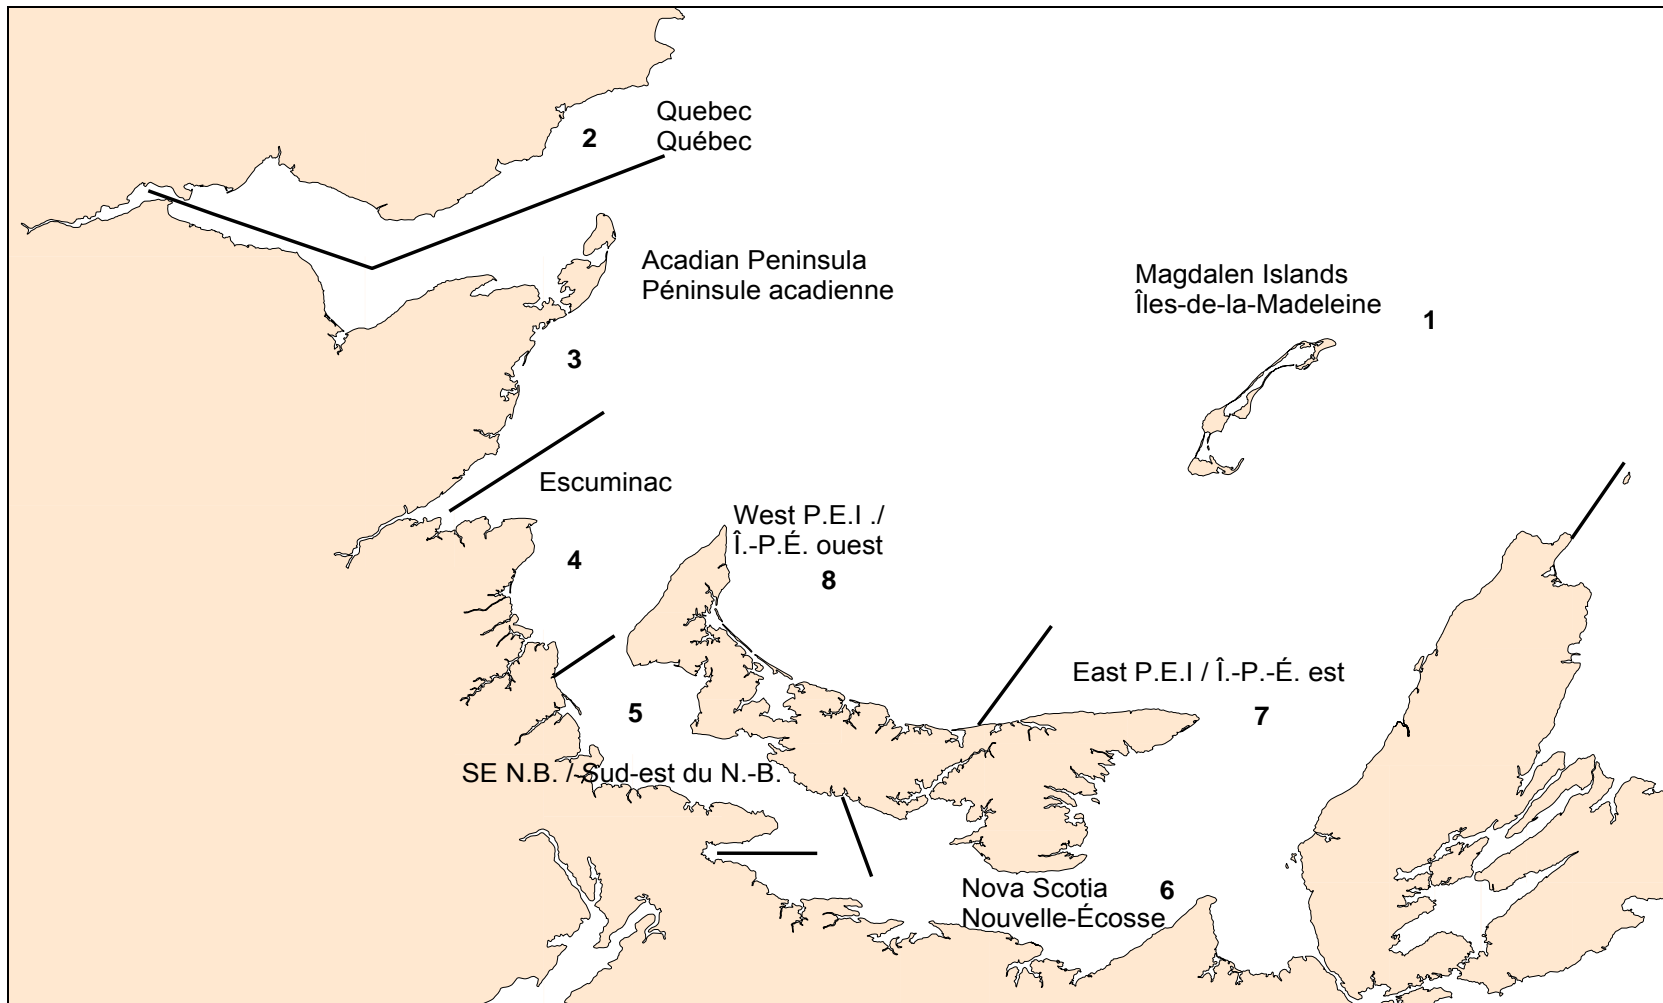 Quebec
Québec
2
Acadian Peninsula
Péninsule acadienne
Magdalen Islands
Îles-de-la-Madeleine
1
3
Escuminac
West P.E.I ./
Î.-P.É. ouest
4
8
East P.E.I / Î.-P.-É. est
5
7
SE N.B. / Sud-est du N.-B.
Nova Scotia
Nouvelle-Écosse
6